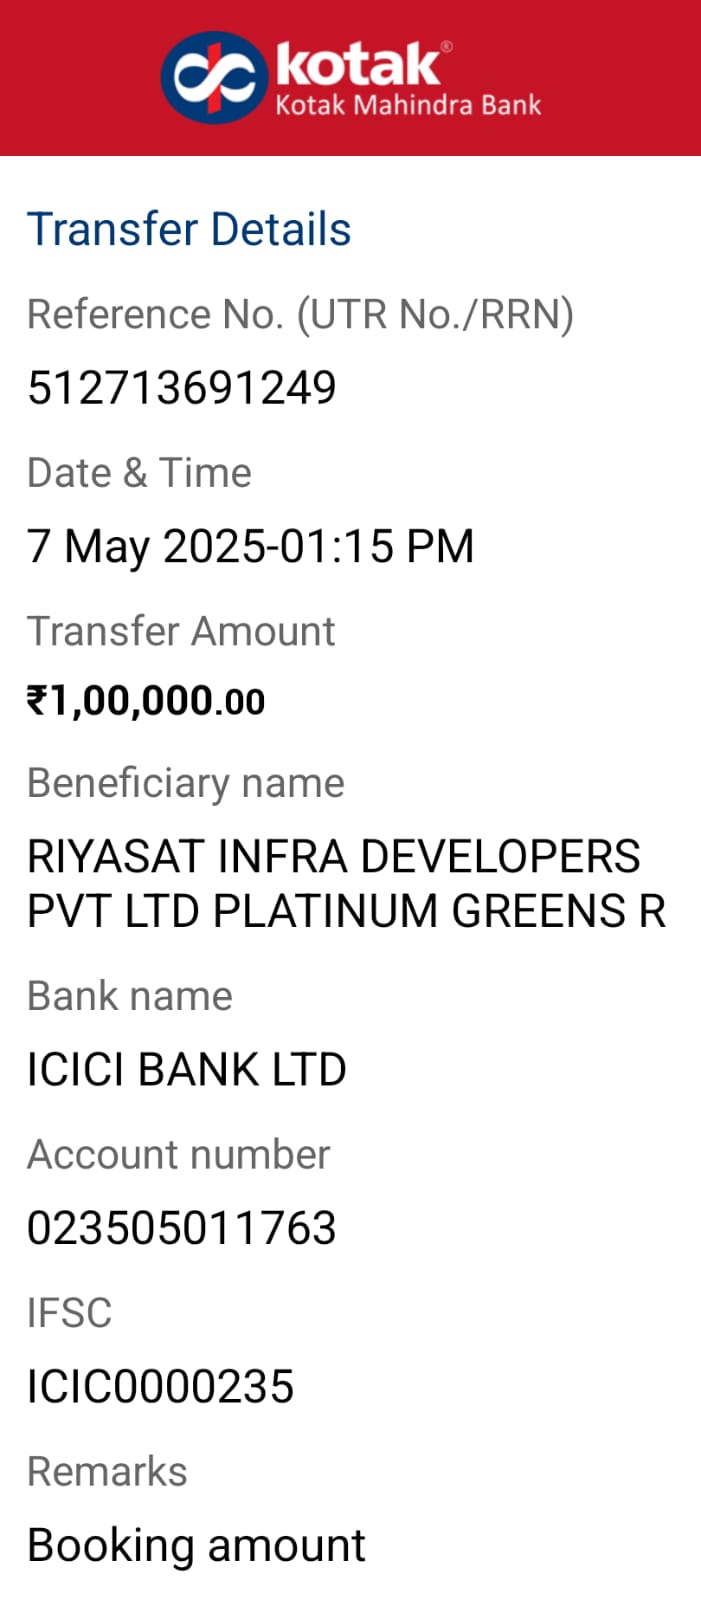 kotak®
Kotak Mahindra Bank
Transfer Details
Reference No. (UTR No./RRN)
512713691249
Date & Time
7 May 2025-01:15 PM
Transfer Amount
₹1,00,000.00
Beneficiary name
RIYASAT INFRA DEVELOPERS
PVT LTD PLATINUM GREENS R
Bank name
ICICI BANK LTD
Account number
023505011763
IFSC
ICIC0000235
Remarks
Booking amount